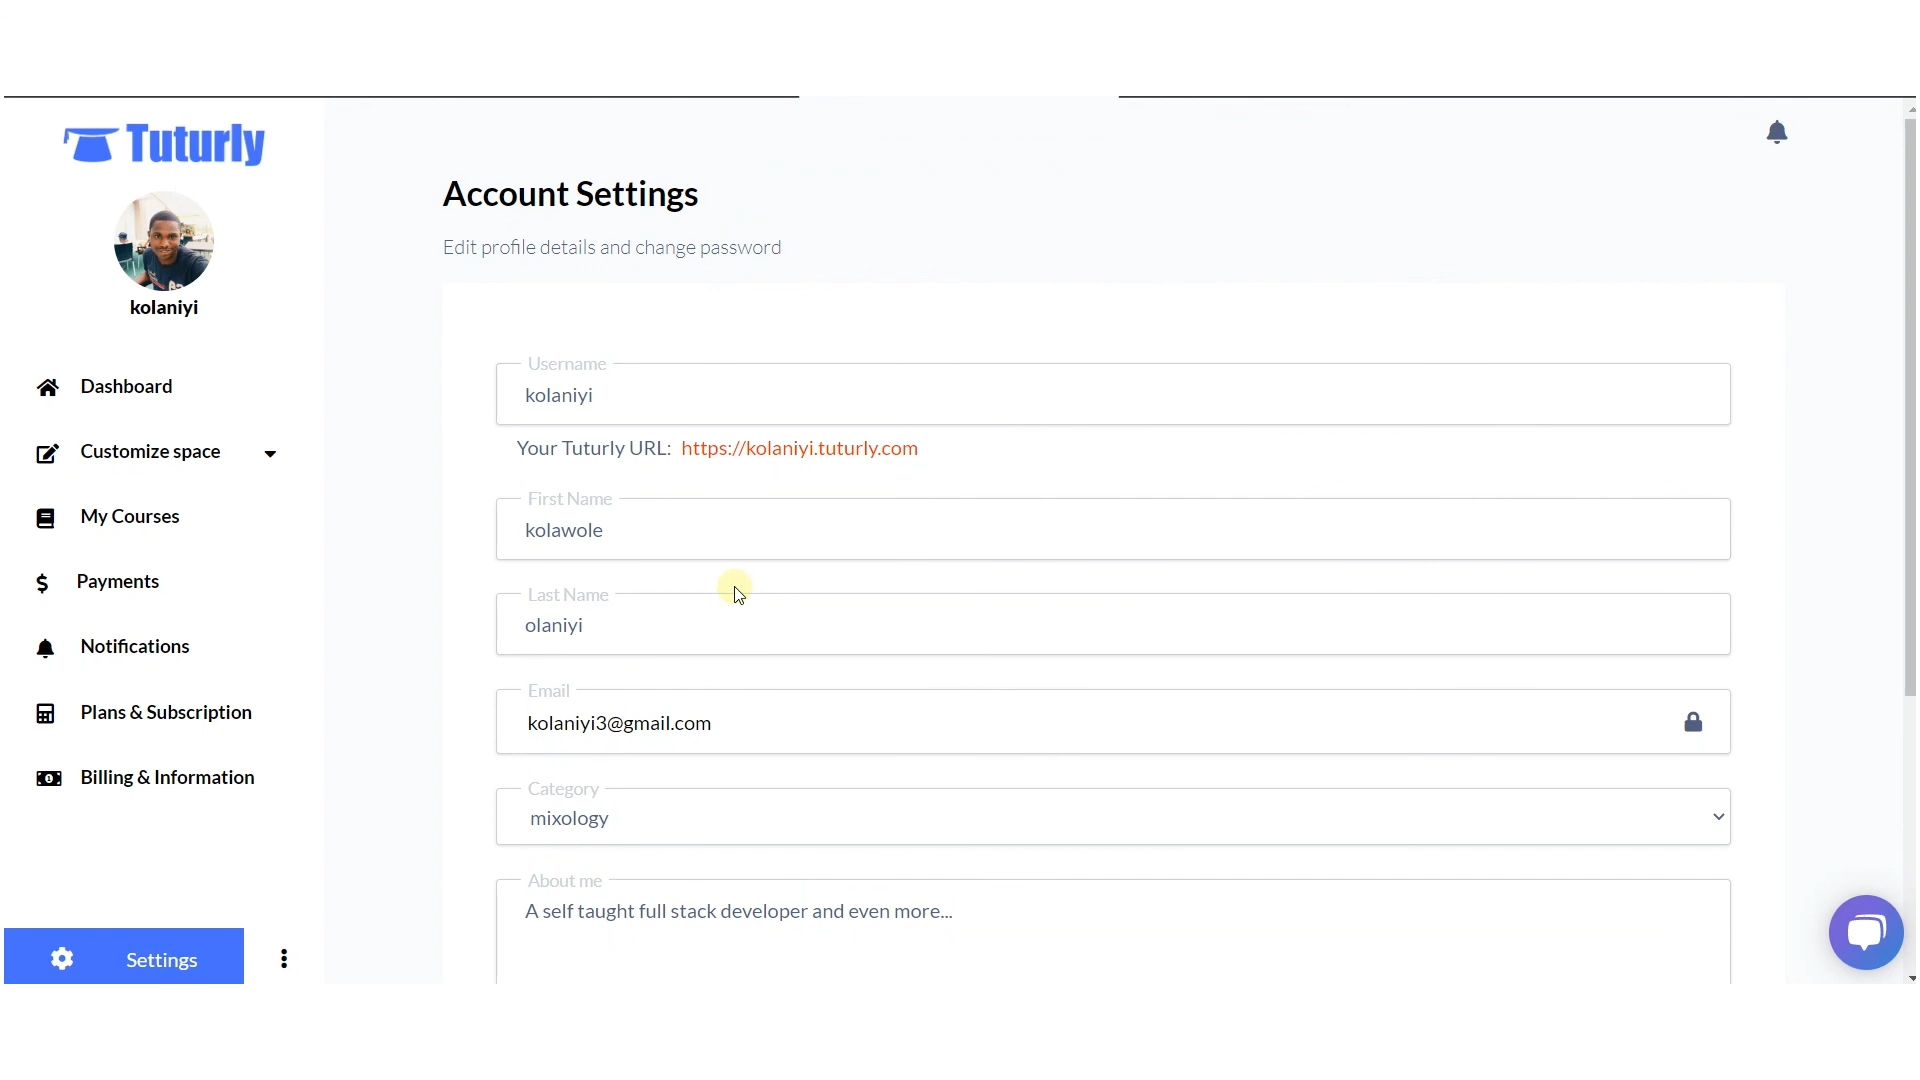 Tuturly
kolaniyi
Dashboard
Customize space
My Courses
Payments
Notifications
Plans & Subscription
Billing & Information
Settings
Account Settings
Edit profile details and change password
Username
kolaniyi
Your Tuturly URL: https://kolaniyi.tuturly.com
First Name
kolawole
Last Name
olaniyi
Email
kolaniyi3@gmail.com
Category
mixology
About me
A self taught full stack developer and even more...